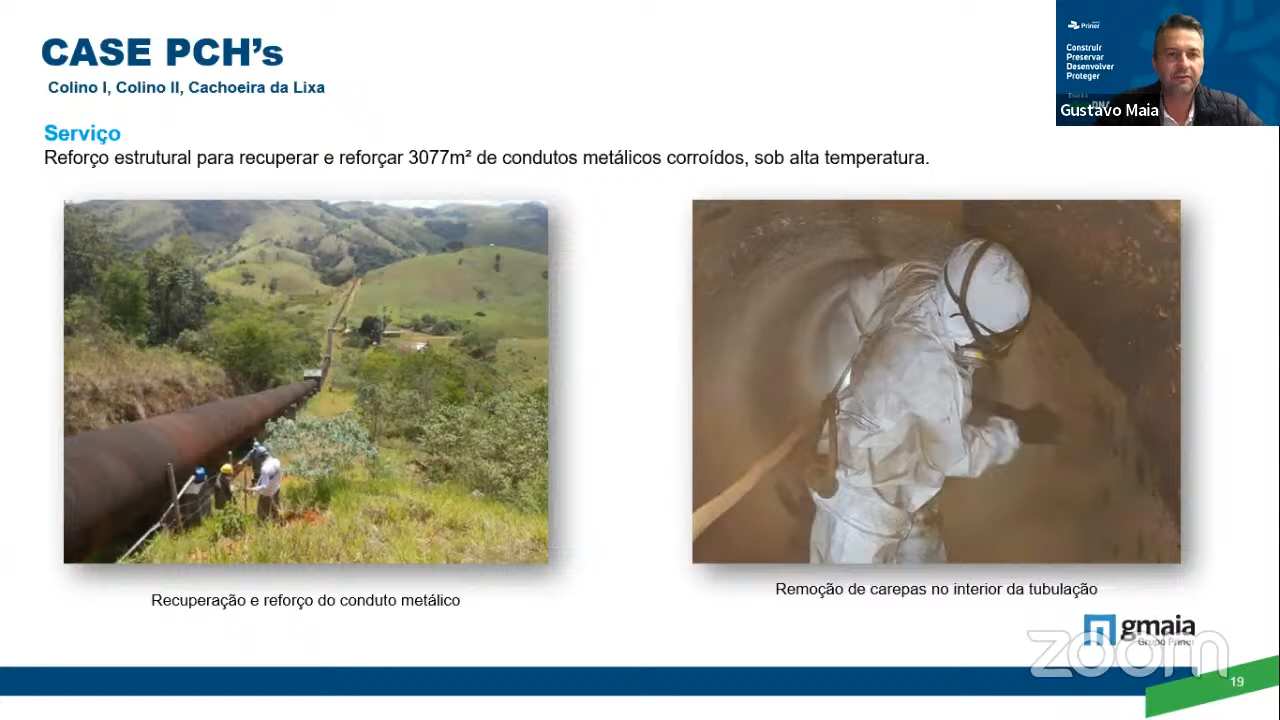 CASE PCH's
Colino I, Colino II, Cachoeira da Lixa
Serviço
Reforço estrutural para recuperar e reforçar 3077m² de condutos metálicos corroídos, sob alta temperatura.
Priner
Construir
Preservar
Desenvolver
Proteger
Gustavo Maia
Recuperação e reforço do conduto metálico
Remoção de carepas no interior da tubulação
gmaia
Grupo Priner
zoom
19